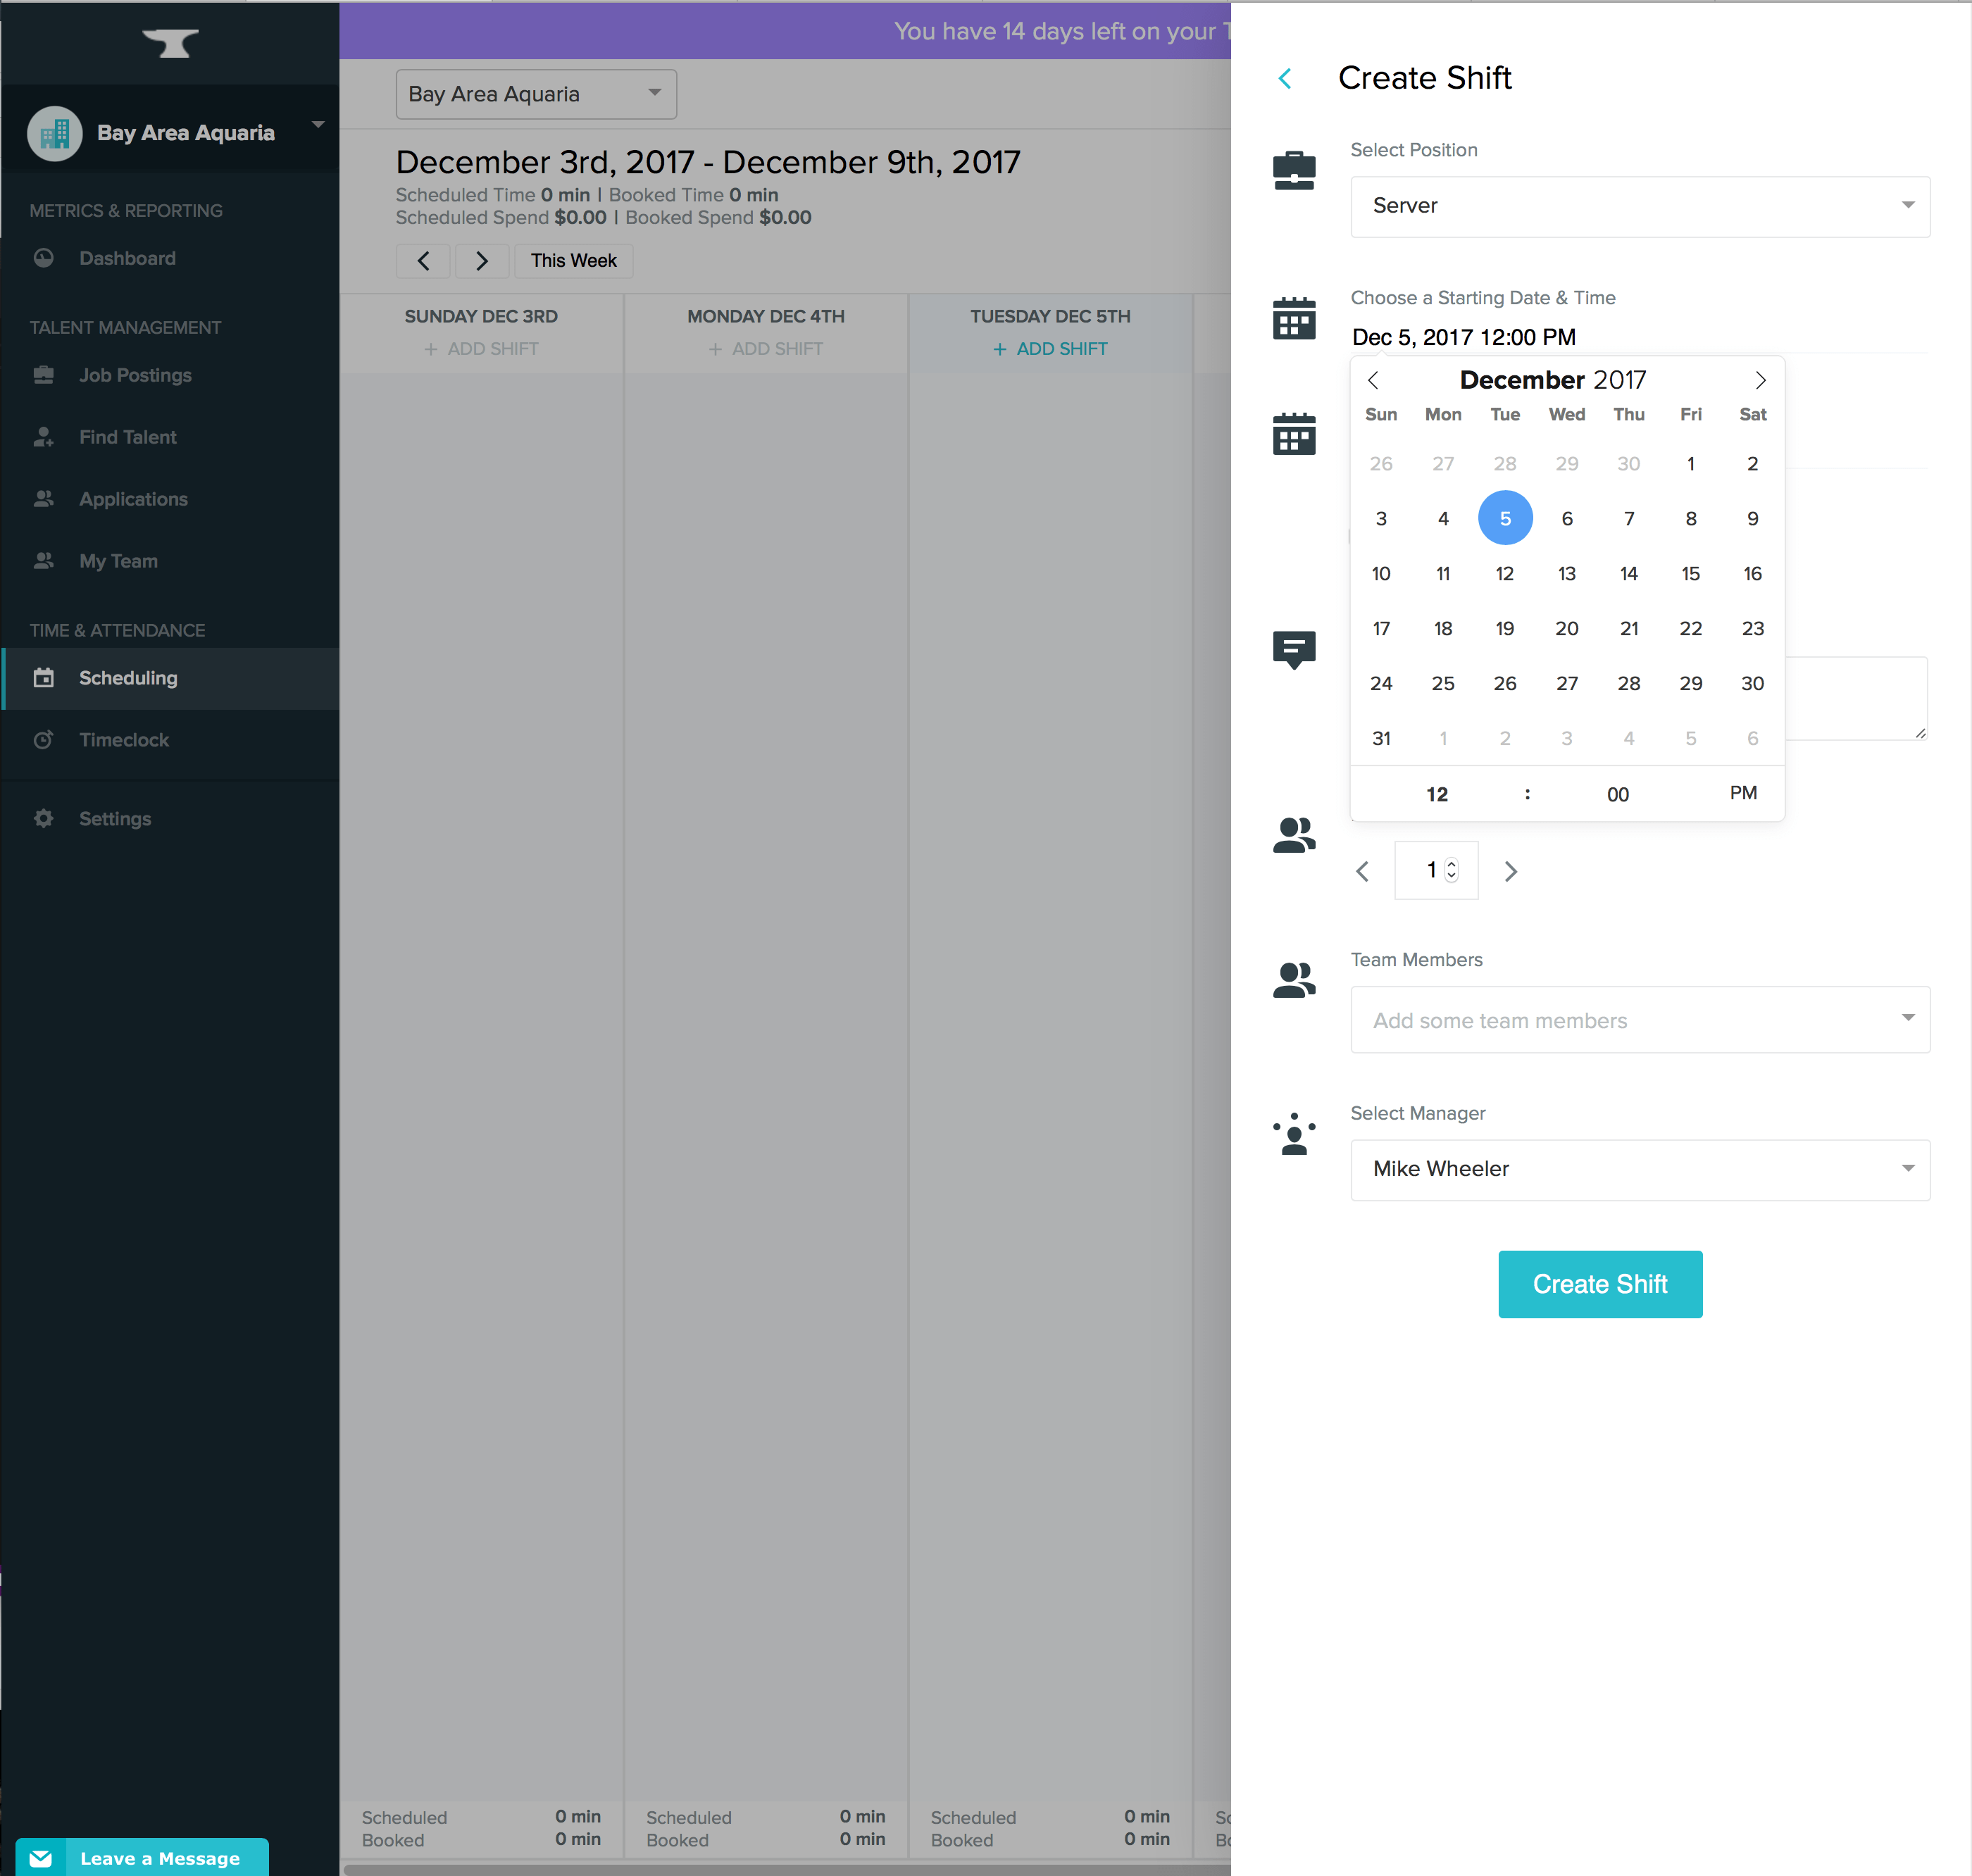 Bay Area Aquaria
METRICS & REPORTING
Dashboard
TALENT MANAGEMENT
Job Postings
Find Talent
Applications
My Team
TIME & ATTENDANCE
Scheduling
Timeclock
Settings
Leave a Message
You have 14 days left on your
Bay Area Aquaria
December 3rd, 2017 - December 9th, 2017
Scheduled Time 0 min | Booked Time 0 min
Scheduled Spend $0.00 | Booked Spend $0.00
This Week
SUNDAY DEC 3RD MONDAY DEC 4TH TUESDAY DEC 5TH
+ ADD SHIFT + ADD SHIFT + ADD SHIFT
Scheduled 0 min Scheduled 0 min Scheduled 0 min
Booked 0 min Booked 0 min Booked 0 min
Create Shift
Select Position
Server
Choose a Starting Date & Time
Dec 5, 2017 12:00 PM
December 2017
Sun Mon Tue Wed Thu Fri Sat
26 27 28 29 30 1 2
3 4 5 6 7 8 9
10 11 12 13 14 15 16
17 18 19 20 21 22 23
24 25 26 27 28 29 30
31 1 2 3 4 5 6
12 : 00 PM
1
Team Members
Add some team members
Select Manager
Mike Wheeler
Create Shift